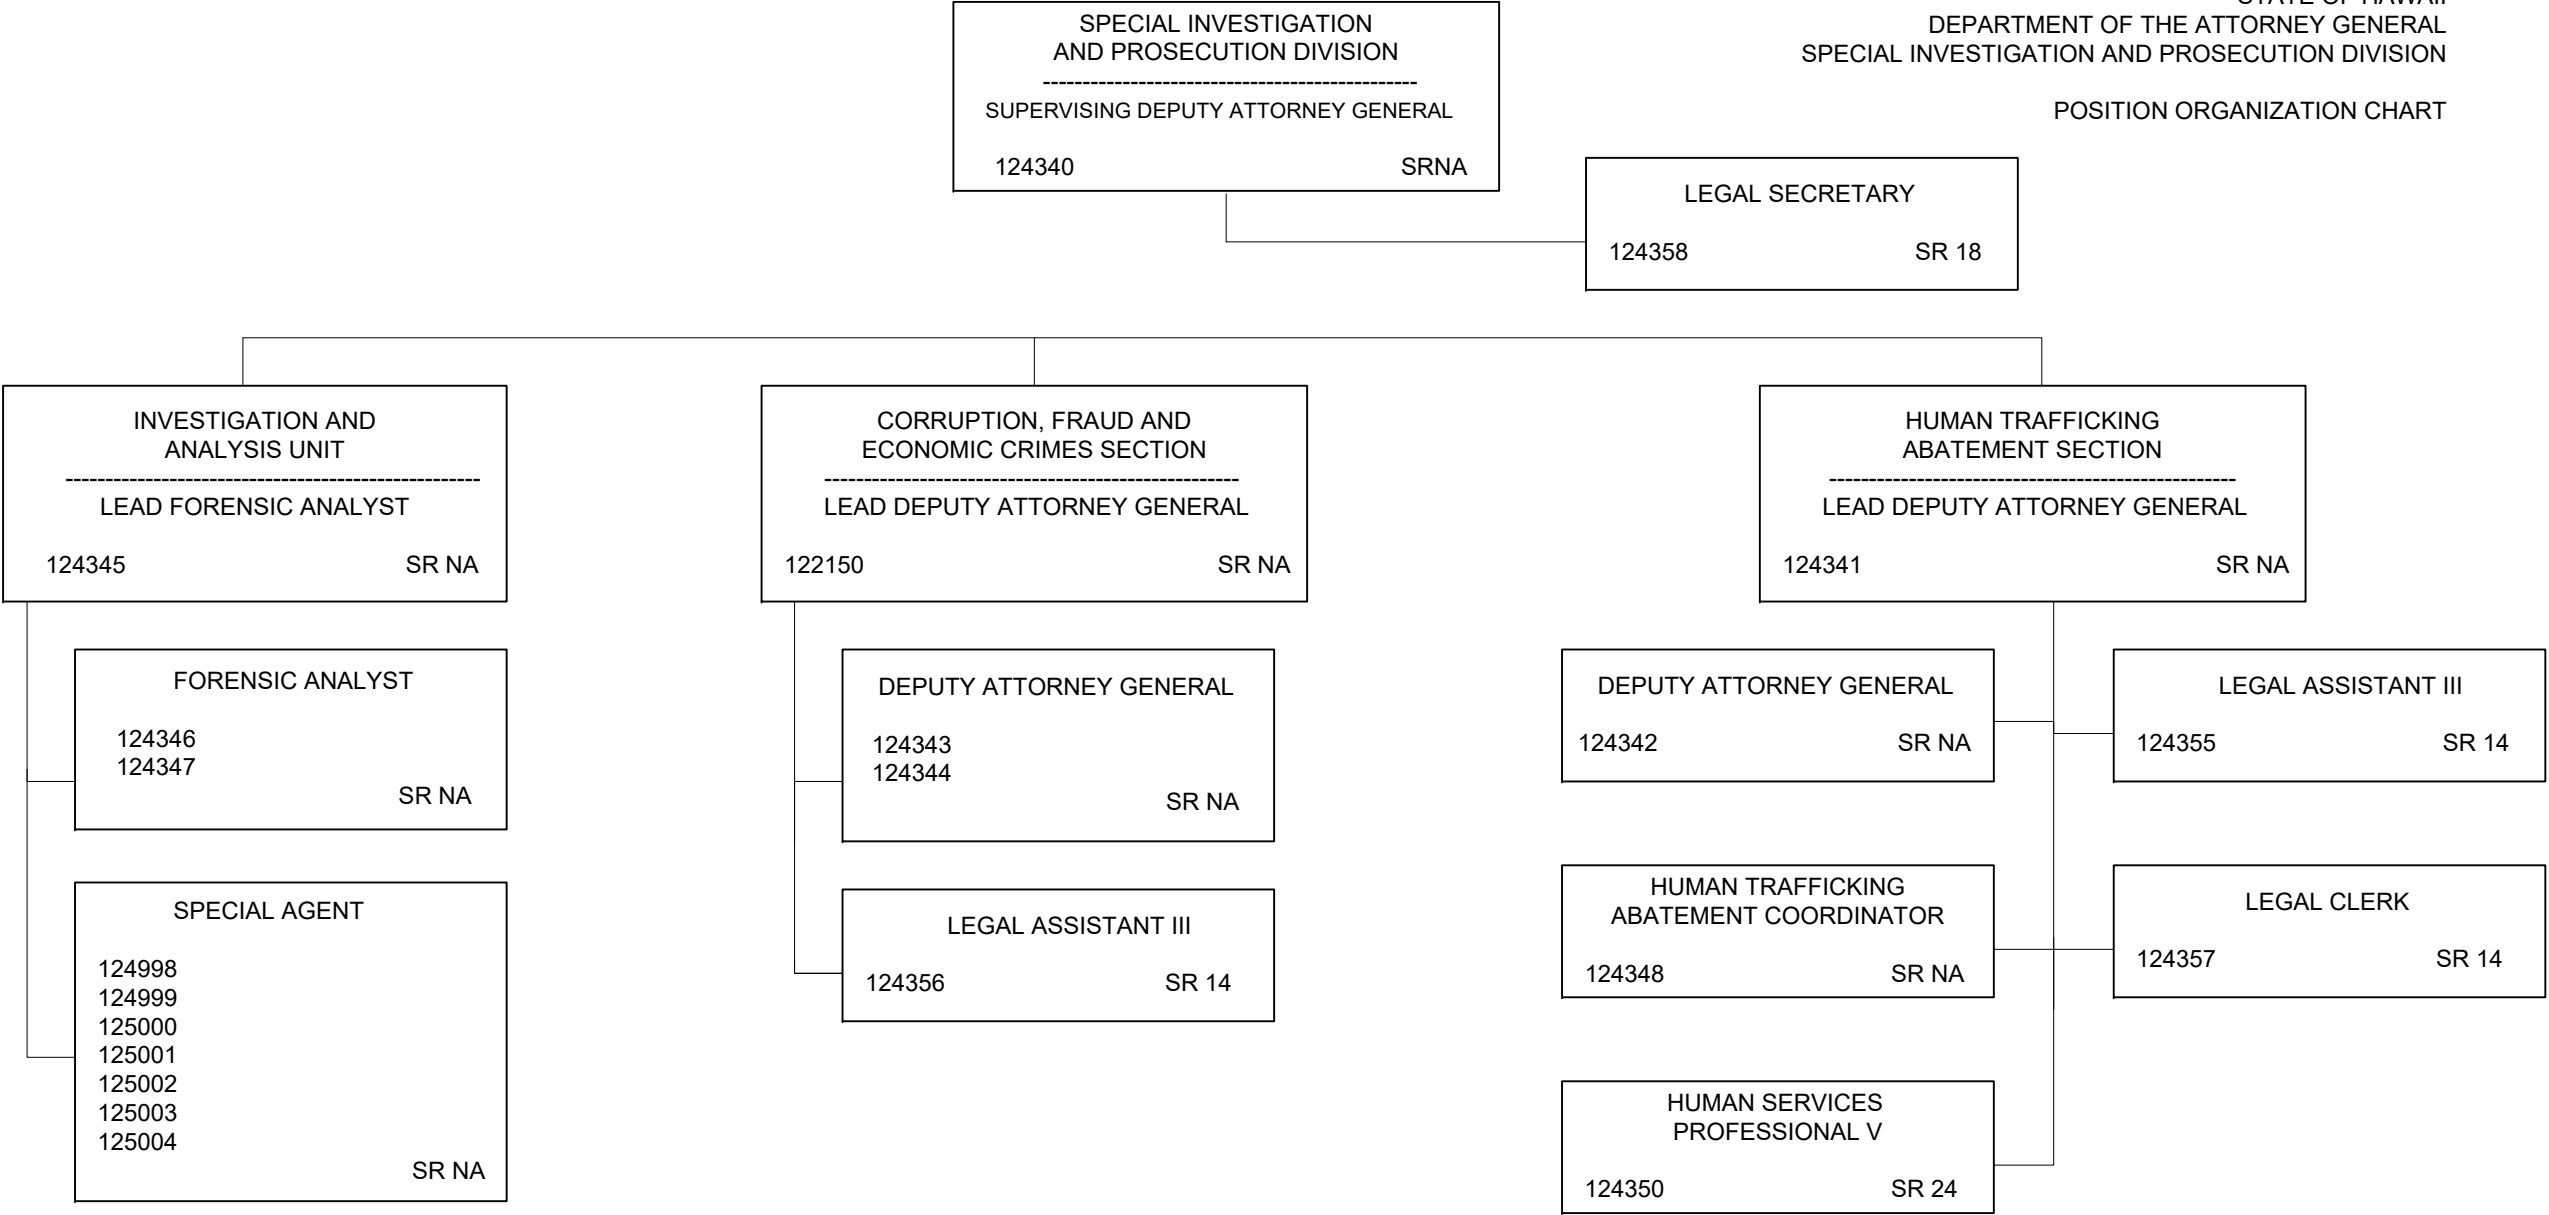 STATE OF HAWAII
DEPARTMENT OF THE ATTORNEY GENERAL
SPECIAL INVESTIGATION AND PROSECUTION DIVISION
POSITION ORGANIZATION CHART
SPECIAL INVESTIGATION
AND PROSECUTION DIVISION
-----------------------------------------------
SUPERVISING DEPUTY ATTORNEY GENERAL
124340 SRNA
LEGAL SECRETARY
124358 SR 18
INVESTIGATION AND
ANALYSIS UNIT
----------------------------------------------------
LEAD FORENSIC ANALYST
124345 SR NA
FORENSIC ANALYST
124346
124347
SR NA
SPECIAL AGENT
124998
124999
125000
125001
125002
125003
125004
SR NA
CORRUPTION, FRAUD AND
ECONOMIC CRIMES SECTION
----------------------------------------------------
LEAD DEPUTY ATTORNEY GENERAL
122150 SR NA
DEPUTY ATTORNEY GENERAL
124343
124344
SR NA
LEGAL ASSISTANT III
124356 SR 14
HUMAN TRAFFICKING
ABATEMENT SECTION
---------------------------------------------------
LEAD DEPUTY ATTORNEY GENERAL
124341 SR NA
DEPUTY ATTORNEY GENERAL
124342 SR NA
LEGAL ASSISTANT III
124355 SR 14
HUMAN TRAFFICKING
ABATEMENT COORDINATOR
124348 SR NA
LEGAL CLERK
124357 SR 14
HUMAN SERVICES
PROFESSIONAL V
124350 SR 24